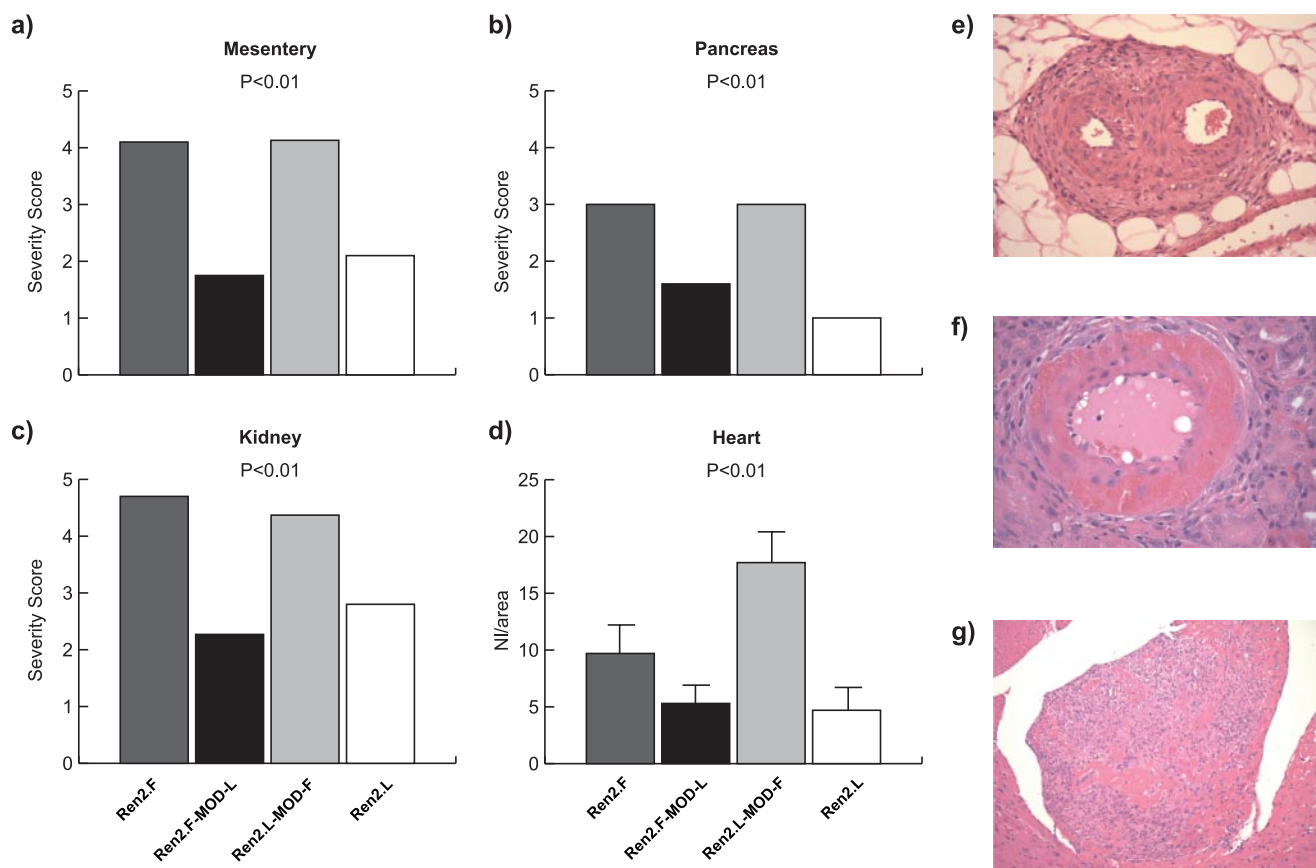 a)
Mesentery
P<0.01
Severity Score
5
4
3
2
1
0
b)
Pancreas
P<0.01
Severity Score
5
4
3
2
1
0
c)
Kidney
P<0.01
Severity Score
5
4
3
2
1
0
Ren2.F
Ren2.F-MOD-L
Ren2.L-MOD-F
Ren2.L
d)
Heart
P<0.01
NI/area
25
20
15
10
5
0
Ren2.F
Ren2.F-MOD-L
Ren2.L-MOD-F
Ren2.L
e)
f)
g)